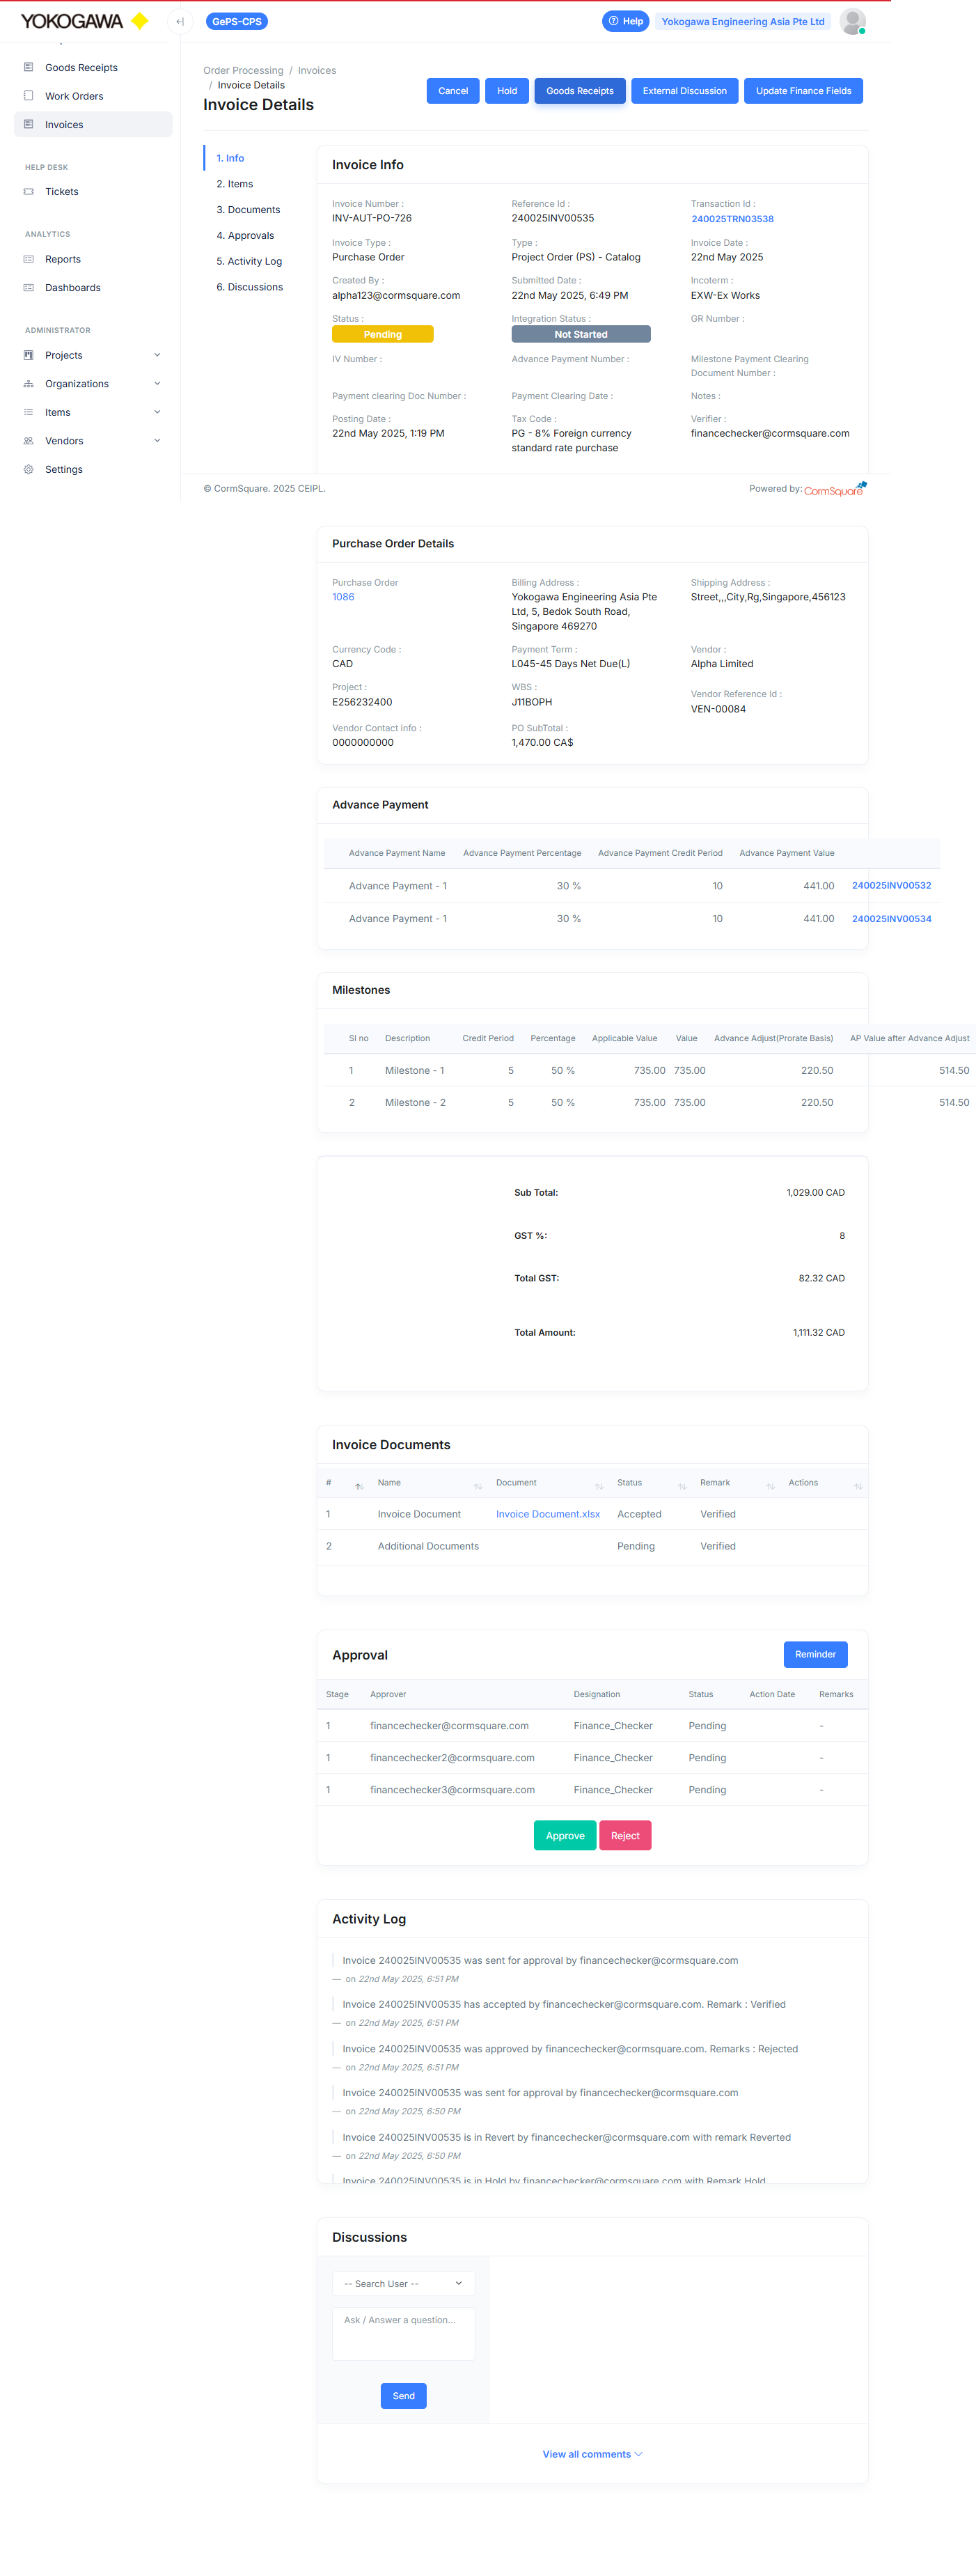 YOKOGAWA
GePS-CPS
Help
Yokogawa Engineering Asia Pte Ltd
Goods Receipts
Work Orders
Invoices
HELP DESK
Tickets
ANALYTICS
Reports
Dashboards
ADMINISTRATOR
Projects
Organizations
Items
Vendors
Settings
Order Processing / Invoices
/ Invoice Details
Invoice Details
Cancel
Hold
Goods Receipts
External Discussion
Update Finance Fields
1. Info
2. Items
3. Documents
4. Approvals
5. Activity Log
6. Discussions
Invoice Info
Invoice Number : Reference Id : Transaction Id :
INV-AUT-PO-726 240025INV00535 240025TRN03538
Invoice Type : Type : Invoice Date :
Purchase Order Project Order (PS) - Catalog 22nd May 2025
Created By : Submitted Date : Incoterm :
alpha123@cormsquare.com 22nd May 2025, 6:49 PM EXW-Ex Works
Status : Integration Status : GR Number :
Pending Not Started
IV Number : Advance Payment Number : Milestone Payment Clearing
Document Number :
Payment clearing Doc Number : Payment Clearing Date : Notes :
Posting Date : Tax Code : Verifier :
22nd May 2025, 1:19 PM PG - 8% Foreign currency financechecker@cormsquare.com
standard rate purchase
© CormSquare. 2025 CEIPL.
Powered by: CormSquare
Purchase Order Details
Purchase Order Billing Address : Shipping Address :
1086 Yokogawa Engineering Asia Pte Street,,,City,Rg,Singapore,456123
Ltd, 5, Bedok South Road,
Singapore 469270
Currency Code : Payment Term : Vendor :
CAD L045-45 Days Net Due(L) Alpha Limited
Project : WBS : Vendor Reference Id :
E256232400 J11BOPH VEN-00084
Vendor Contact info : PO SubTotal :
0000000000 1,470.00 CA$
Advance Payment
Advance Payment Name Advance Payment Percentage Advance Payment Credit Period Advance Payment Value
Advance Payment - 1 30 % 10 441.00 240025INV00532
Advance Payment - 1 30 % 10 441.00 240025INV00534
Milestones
Sl no Description Credit Period Percentage Applicable Value Value Advance Adjust(Prorate Basis) AP Value after Advance Adjust
1 Milestone - 1 5 50 % 735.00 735.00 220.50 514.50
2 Milestone - 2 5 50 % 735.00 735.00 220.50 514.50
Sub Total: 1,029.00 CAD
GST %: 8
Total GST: 82.32 CAD
Total Amount: 1,111.32 CAD
Invoice Documents
# Name Document Status Remark Actions
1 Invoice Document Invoice Document.xlsx Accepted Verified
2 Additional Documents Pending Verified
Approval
Reminder
Stage Approver Designation Status Action Date Remarks
1 financechecker@cormsquare.com Finance_Checker Pending -
1 financechecker2@cormsquare.com Finance_Checker Pending -
1 financechecker3@cormsquare.com Finance_Checker Pending -
Approve Reject
Activity Log
Invoice 240025INV00535 was sent for approval by financechecker@cormsquare.com
— on 22nd May 2025, 6:51 PM
Invoice 240025INV00535 has accepted by financechecker@cormsquare.com. Remark : Verified
— on 22nd May 2025, 6:51 PM
Invoice 240025INV00535 was approved by financechecker@cormsquare.com. Remarks : Rejected
— on 22nd May 2025, 6:51 PM
Invoice 240025INV00535 was sent for approval by financechecker@cormsquare.com
— on 22nd May 2025, 6:50 PM
Invoice 240025INV00535 is in Revert by financechecker@cormsquare.com with remark Reverted
— on 22nd May 2025, 6:50 PM
Invoice 240025INV00535 is in Hold by financechecker@cormsquare.com with Remark Hold
Discussions
-- Search User --
Ask / Answer a question...
Send
View all comments